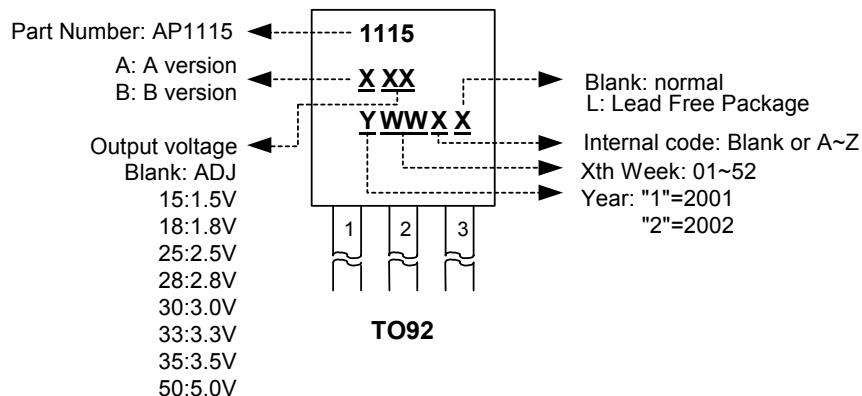 Part Number: AP1115
1115
A: A version
B: B version
X XX
Blank: normal
L: Lead Free Package
Y WW X X
Output voltage
Blank: ADJ
15:1.5V
18:1.8V
25:2.5V
28:2.8V
30:3.0V
33:3.3V
35:3.5V
50:5.0V
Internal code: Blank or A~Z
Xth Week: 01~52
Year: "1"=2001
"2"=2002
1 2 3
TO92